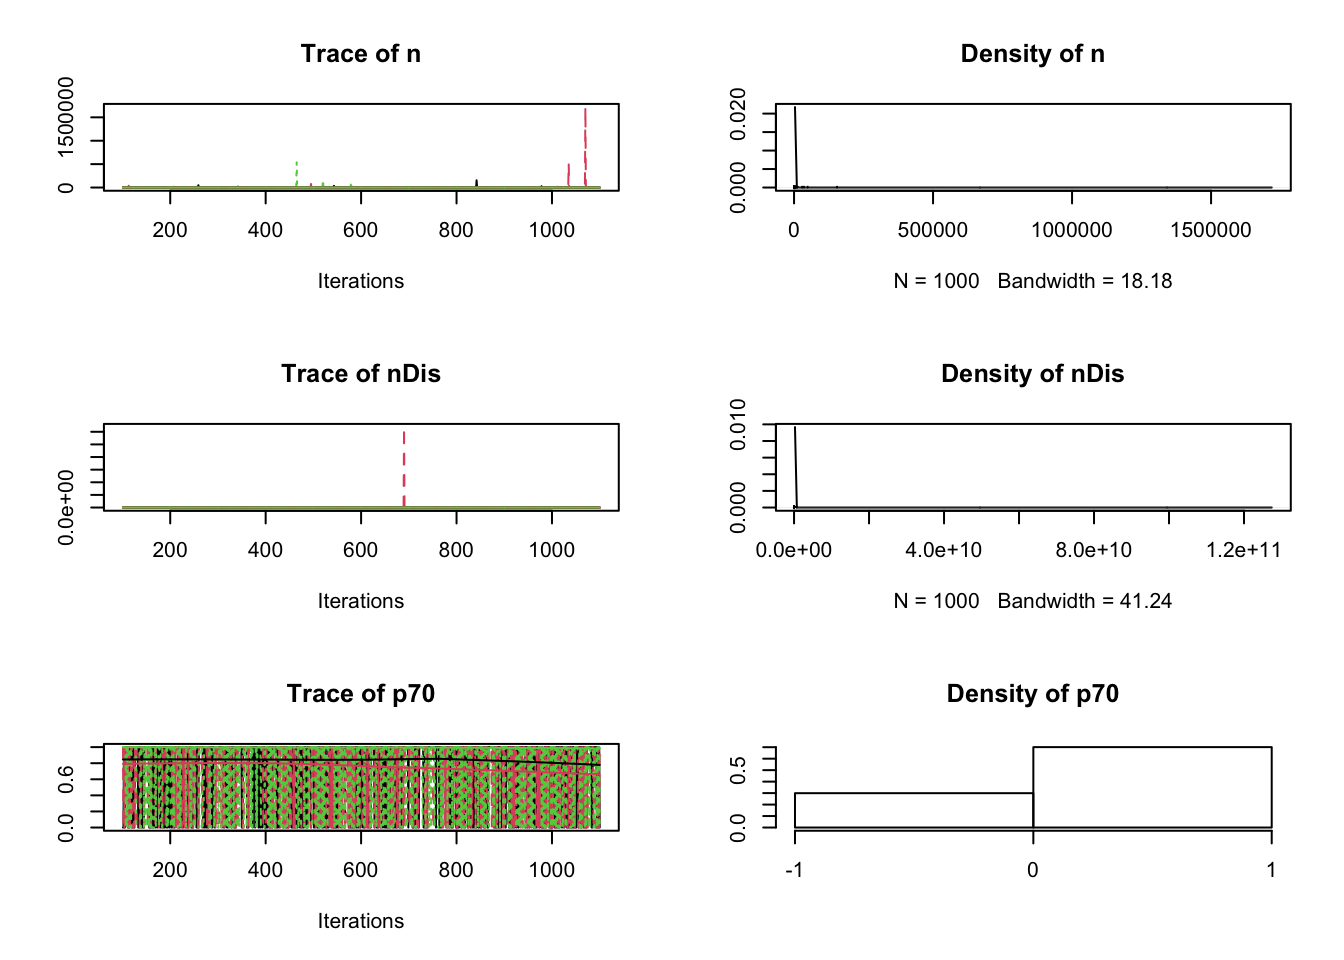 Trace of n
1500000
0
200 400 600 800 1000
Iterations
Density of n
0.020
0.000
0 500000 1000000 1500000
N = 1000 Bandwidth = 18.18
Trace of nDis
0.0e+00
200 400 600 800 1000
Iterations
Density of nDis
0.010
0.000
0.0e+00 4.0e+10 8.0e+10 1.2e+11
N = 1000 Bandwidth = 41.24
Trace of p70
0.6
0.0
200 400 600 800 1000
Iterations
Density of p70
0.5
0.0
-1 0 1